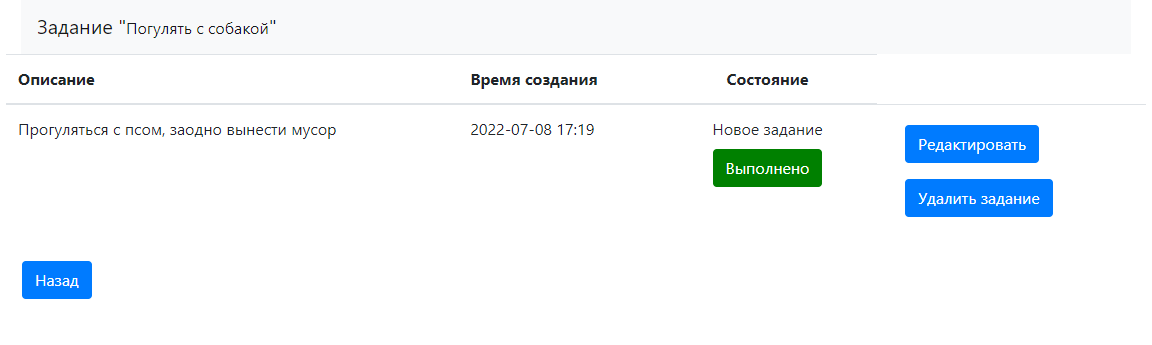 Задание "Погулять с собакой"
Описание Время создания Состояние
Прогуляться с псом, заодно вынести мусор 2022-07-08 17:19 Новое задание
Выполнено
Редактировать
Удалить задание
Назад